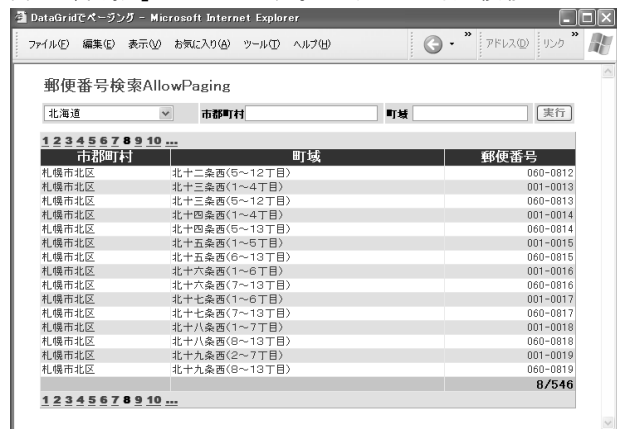 DataGridでページング - Microsoft Internet Explorer
ファイル(F) 編集(E) 表示(V) お気に入り(A) ツール(T) ヘルプ(H) » アドレス(D) リンク »
郵便番号検索AllowPaging
北海道 市郡町村 町域 実行
1 2 3 4 5 6 7 8 9 10 ...
市郡町村 町域 郵便番号
札幌市北区 北十二条西(5～12丁目) 060-0812
札幌市北区 北十三条西(1～4丁目) 001-0013
札幌市北区 北十三条西(5～12丁目) 060-0813
札幌市北区 北十四条西(1～4丁目) 001-0014
札幌市北区 北十四条西(5～13丁目) 060-0814
札幌市北区 北十五条西(1～5丁目) 001-0015
札幌市北区 北十五条西(6～13丁目) 060-0815
札幌市北区 北十六条西(1～6丁目) 001-0016
札幌市北区 北十六条西(7～13丁目) 060-0816
札幌市北区 北十七条西(1～6丁目) 001-0017
札幌市北区 北十七条西(7～13丁目) 060-0817
札幌市北区 北十八条西(1～7丁目) 001-0018
札幌市北区 北十八条西(8～13丁目) 060-0818
札幌市北区 北十九条西(2～7丁目) 001-0019
札幌市北区 北十九条西(8～13丁目) 060-0819
8/546
1 2 3 4 5 6 7 8 9 10 ...